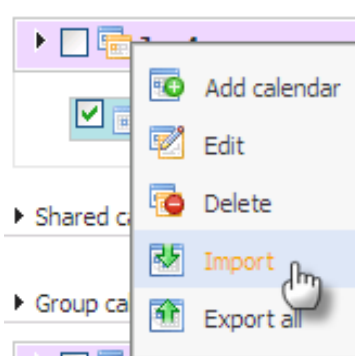 Add calendar
Edit
Delete
Shared ca
Import
Group ca
Export all